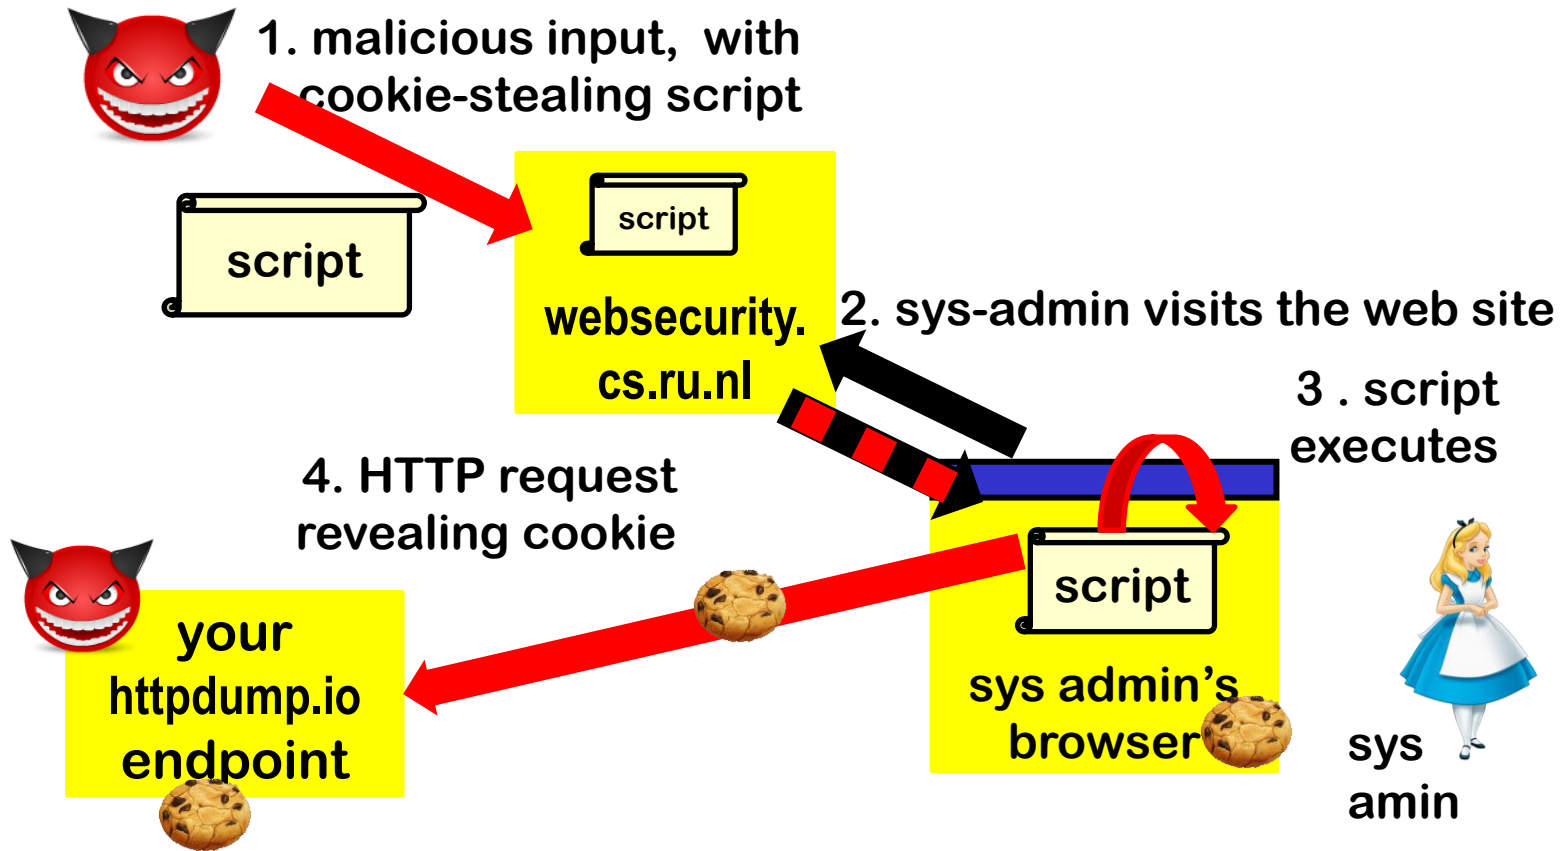 1. malicious input,  with
cookie-stealing script
script
script
websecurity.
cs.ru.nl
2. sys-admin visits the web site
3 . script
executes
4. HTTP request
revealing cookie
script
sys admin’s
browser
your
httpdump.io
endpoint
sys
amin